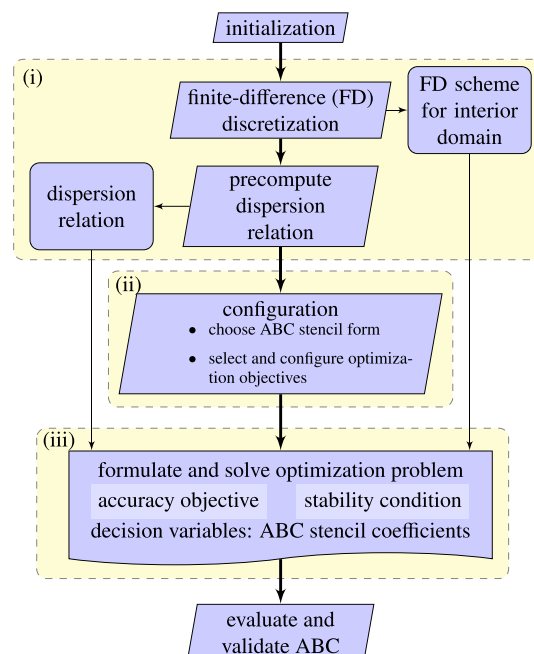 initialization
(i)
finite-difference (FD)
discretization
FD scheme
for interior
domain
dispersion
relation
precompute
dispersion
relation
(ii)
configuration
• choose ABC stencil form
• select and configure optimiza-
tion objectives
(iii)
formulate and solve optimization problem
accuracy objective stability condition
decision variables: ABC stencil coefficients
evaluate and
validate ABC